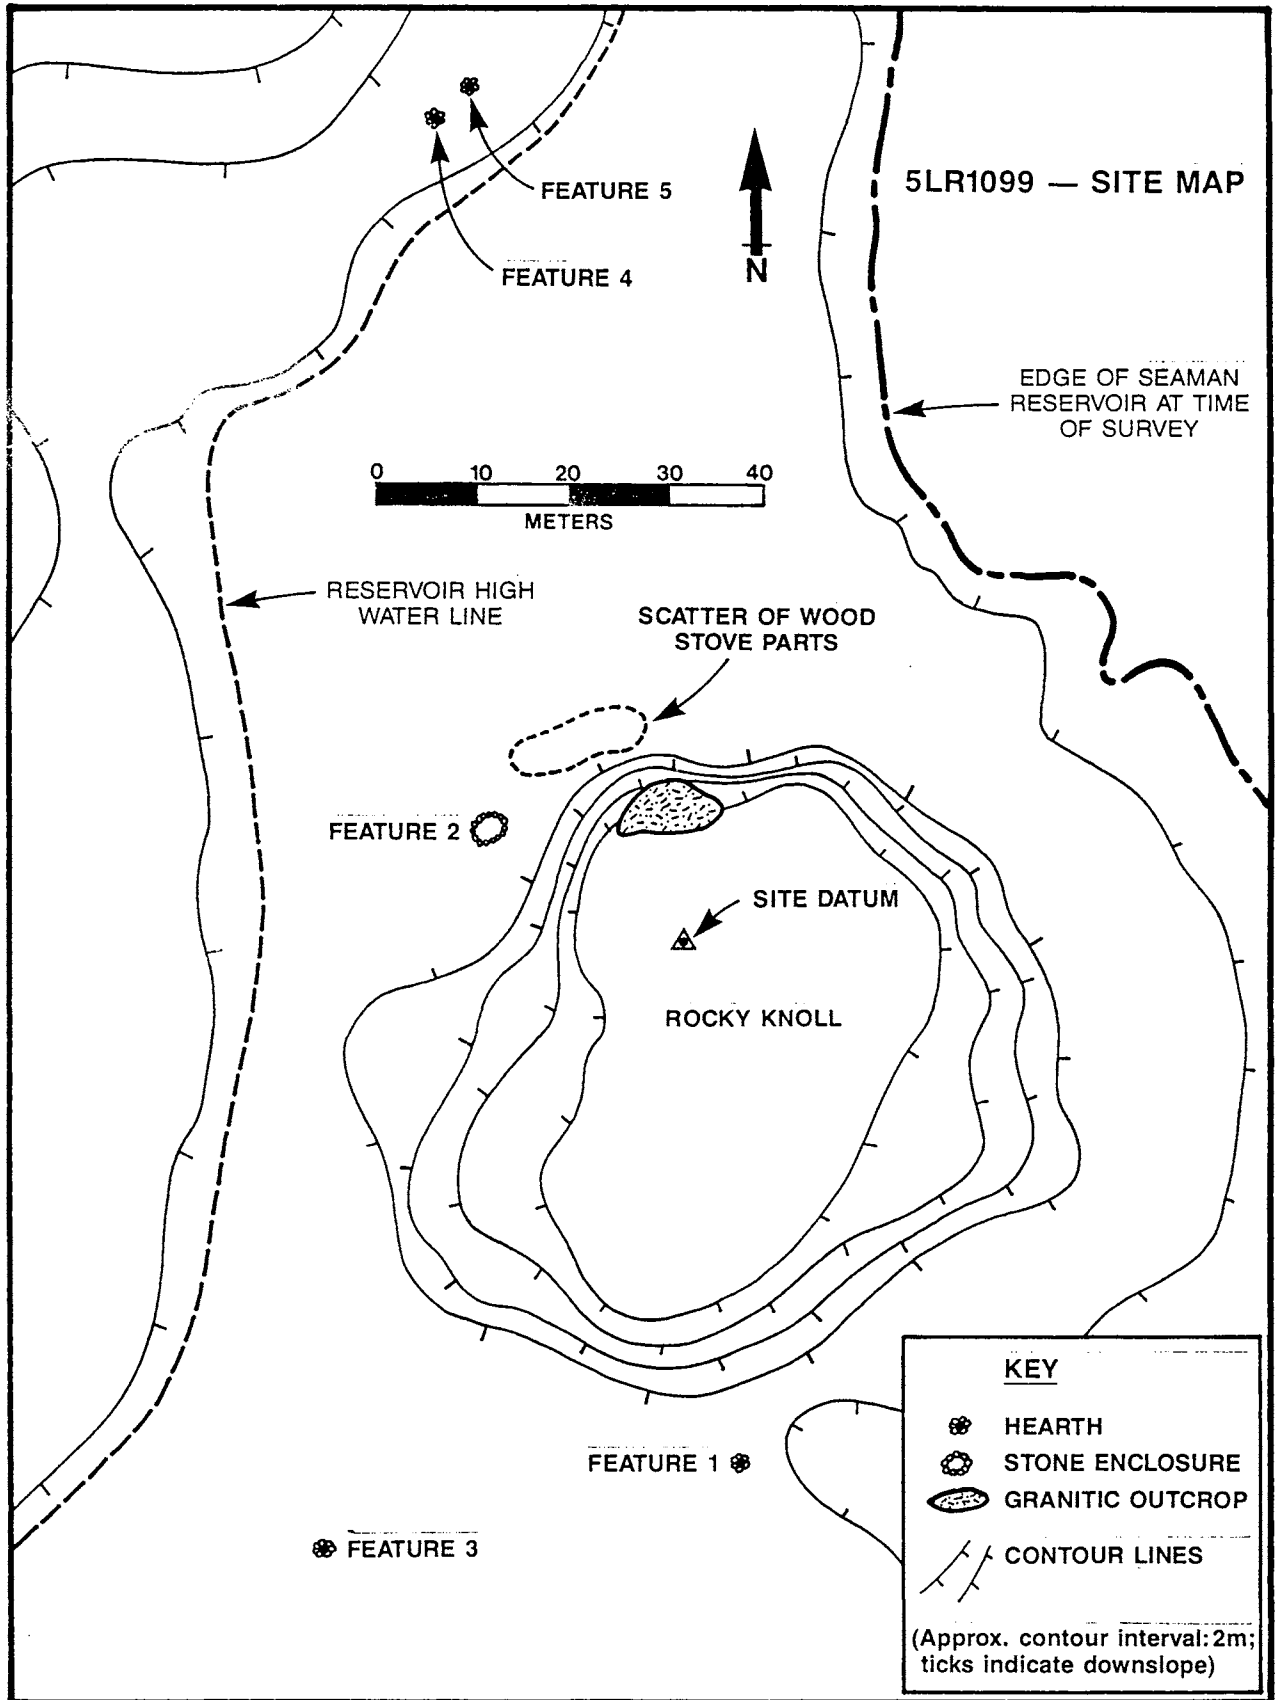 FEATURE 5
5LR1099 — SITE MAP
FEATURE 4
N
EDGE OF SEAMAN
RESERVOIR AT TIME
OF SURVEY
0 10 20 30 40
METERS
RESERVOIR HIGH
WATER LINE
SCATTER OF WOOD
STOVE PARTS
FEATURE 2
SITE DATUM
ROCKY KNOLL
FEATURE 1
FEATURE 3
KEY
HEARTH
STONE ENCLOSURE
GRANITIC OUTCROP
CONTOUR LINES
(Approx. contour interval: 2m;
ticks indicate downslope)